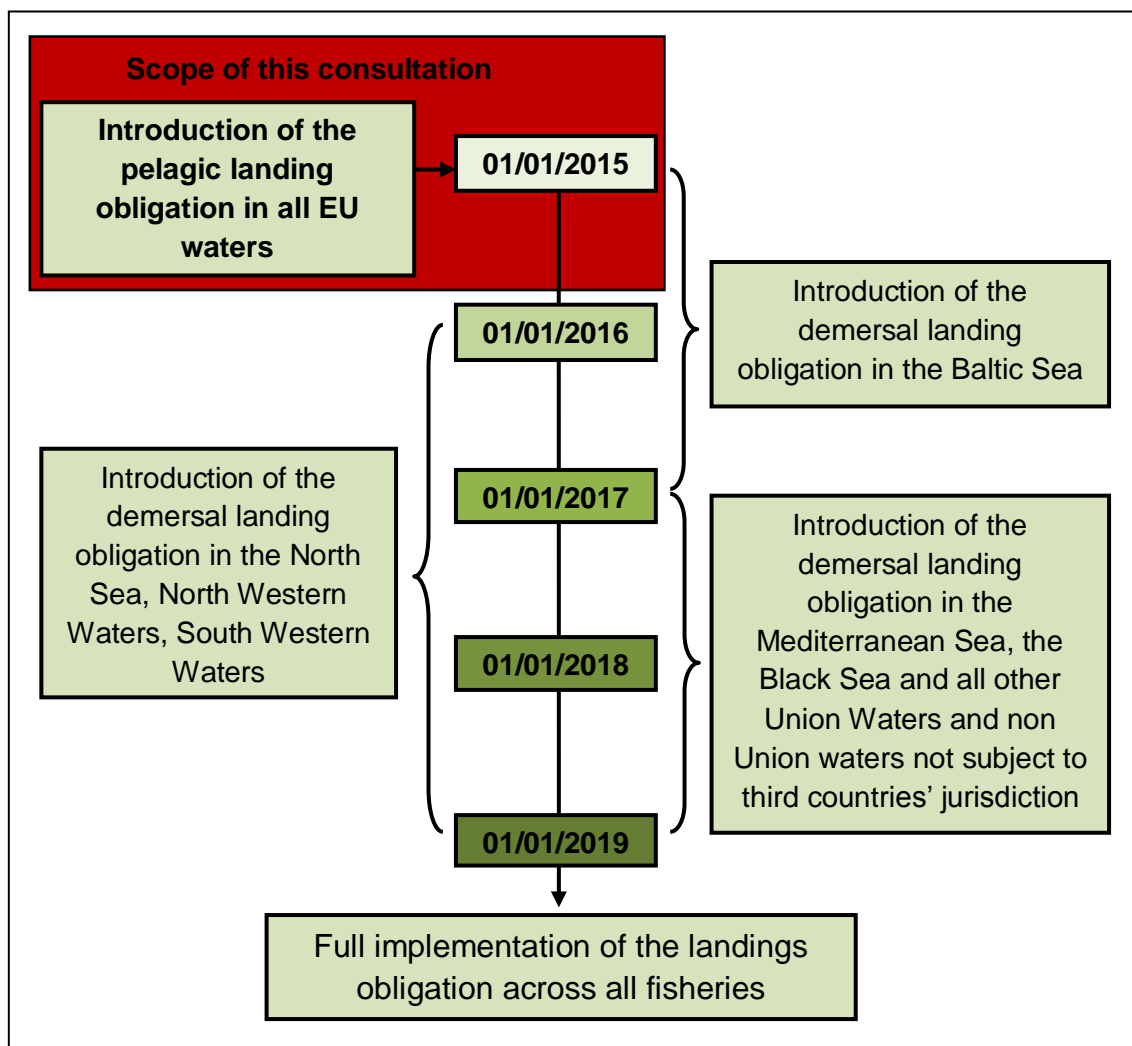 Scope of this consultation
Introduction of the
pelagic landing
obligation in all EU
waters
01/01/2015
01/01/2016
Introduction of the
demersal landing
obligation in the Baltic Sea
Introduction of the
demersal landing
obligation in the North
Sea, North Western
Waters, South Western
Waters
01/01/2017
Introduction of the
demersal landing
obligation in the
Mediterranean Sea, the
Black Sea and all other
Union Waters and non
Union waters not subject to
third countries’ jurisdiction
01/01/2018
01/01/2019
Full implementation of the landings
obligation across all fisheries